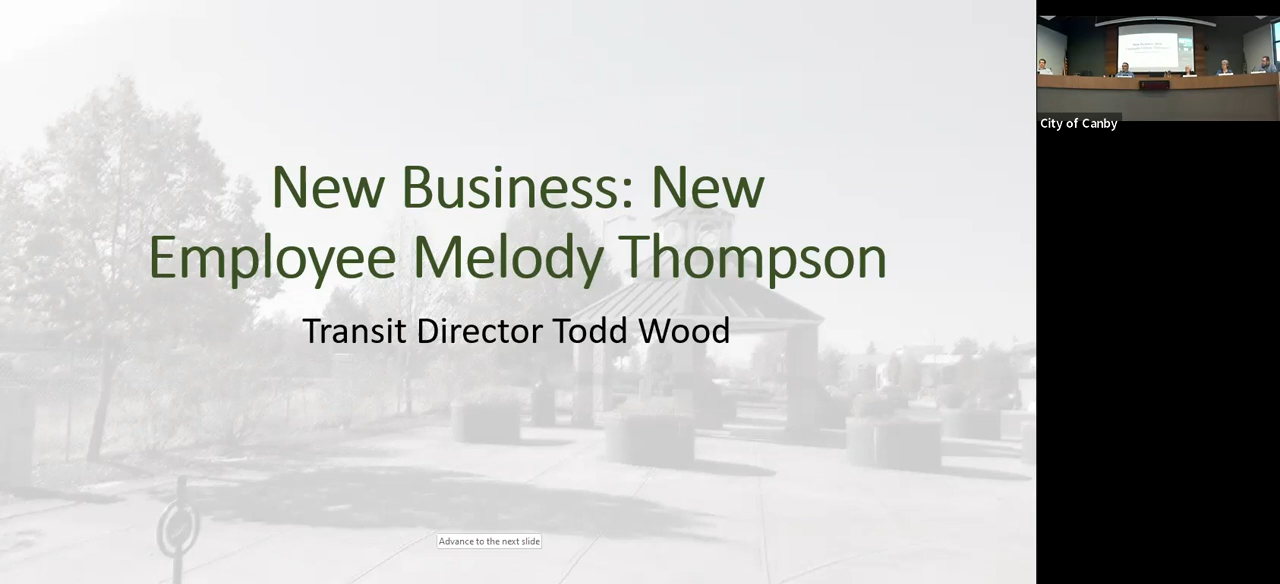 New Business: New
Employee Melody Thompson
Transit Director Todd Wood
Advance to the next slide
City of Canby